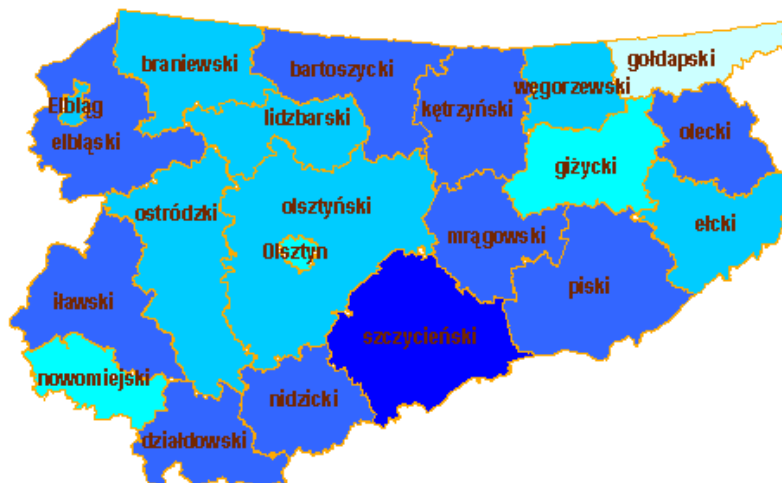 gołdapski
braniewski
bartoszycki
węgorzewski
Elbląg
kętrzyński
lidzbarski
olecki
elbląski
giżycki
olsztyński
ostródzki
ełcki
mrągowski
Olsztyn
piski
iławski
szczycieński
nowomiejski
nidzicki
działdowski